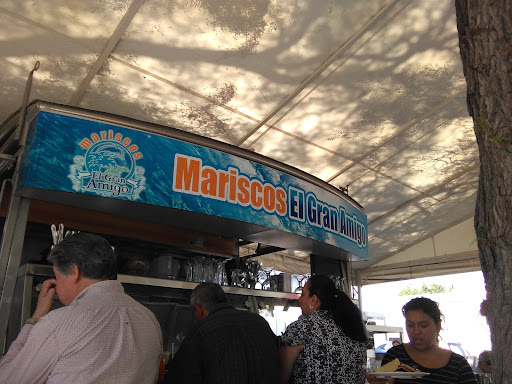 mariscos
El Gran
Amigo
Mariscos El Gran Amigo